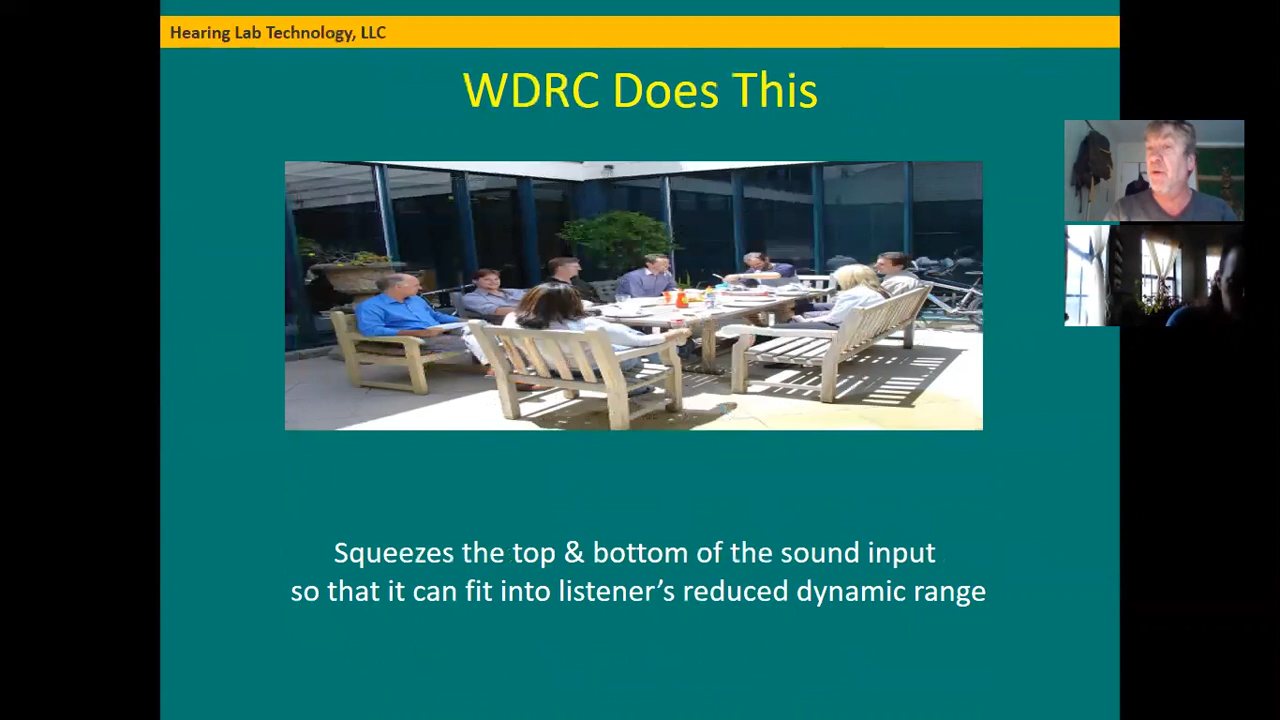 Hearing Lab Technology, LLC
WDRC Does This
Squeezes the top & bottom of the sound input
so that it can fit into listener’s reduced dynamic range